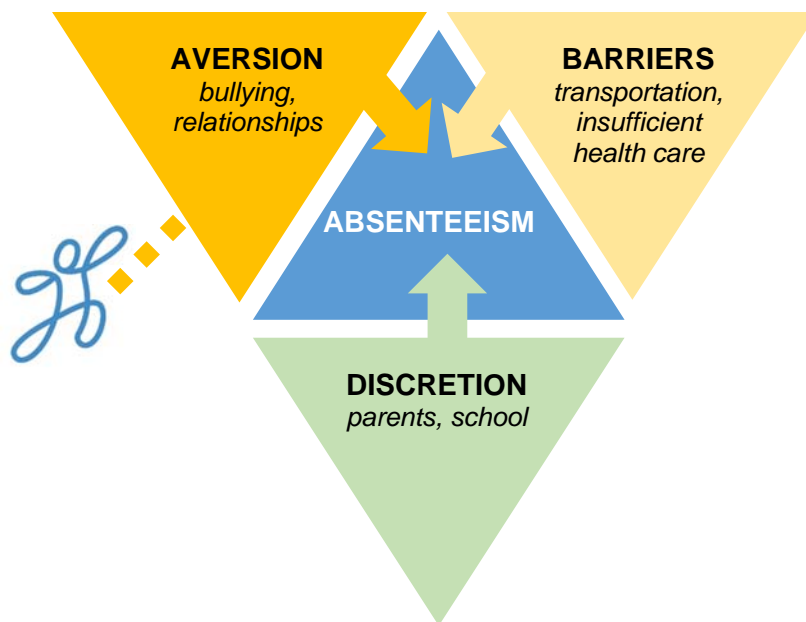 AVERSION
bullying,
relationships
BARRIERS
transportation,
insufficient
health care
ABSENTEEISM
DISCRETION
parents, school